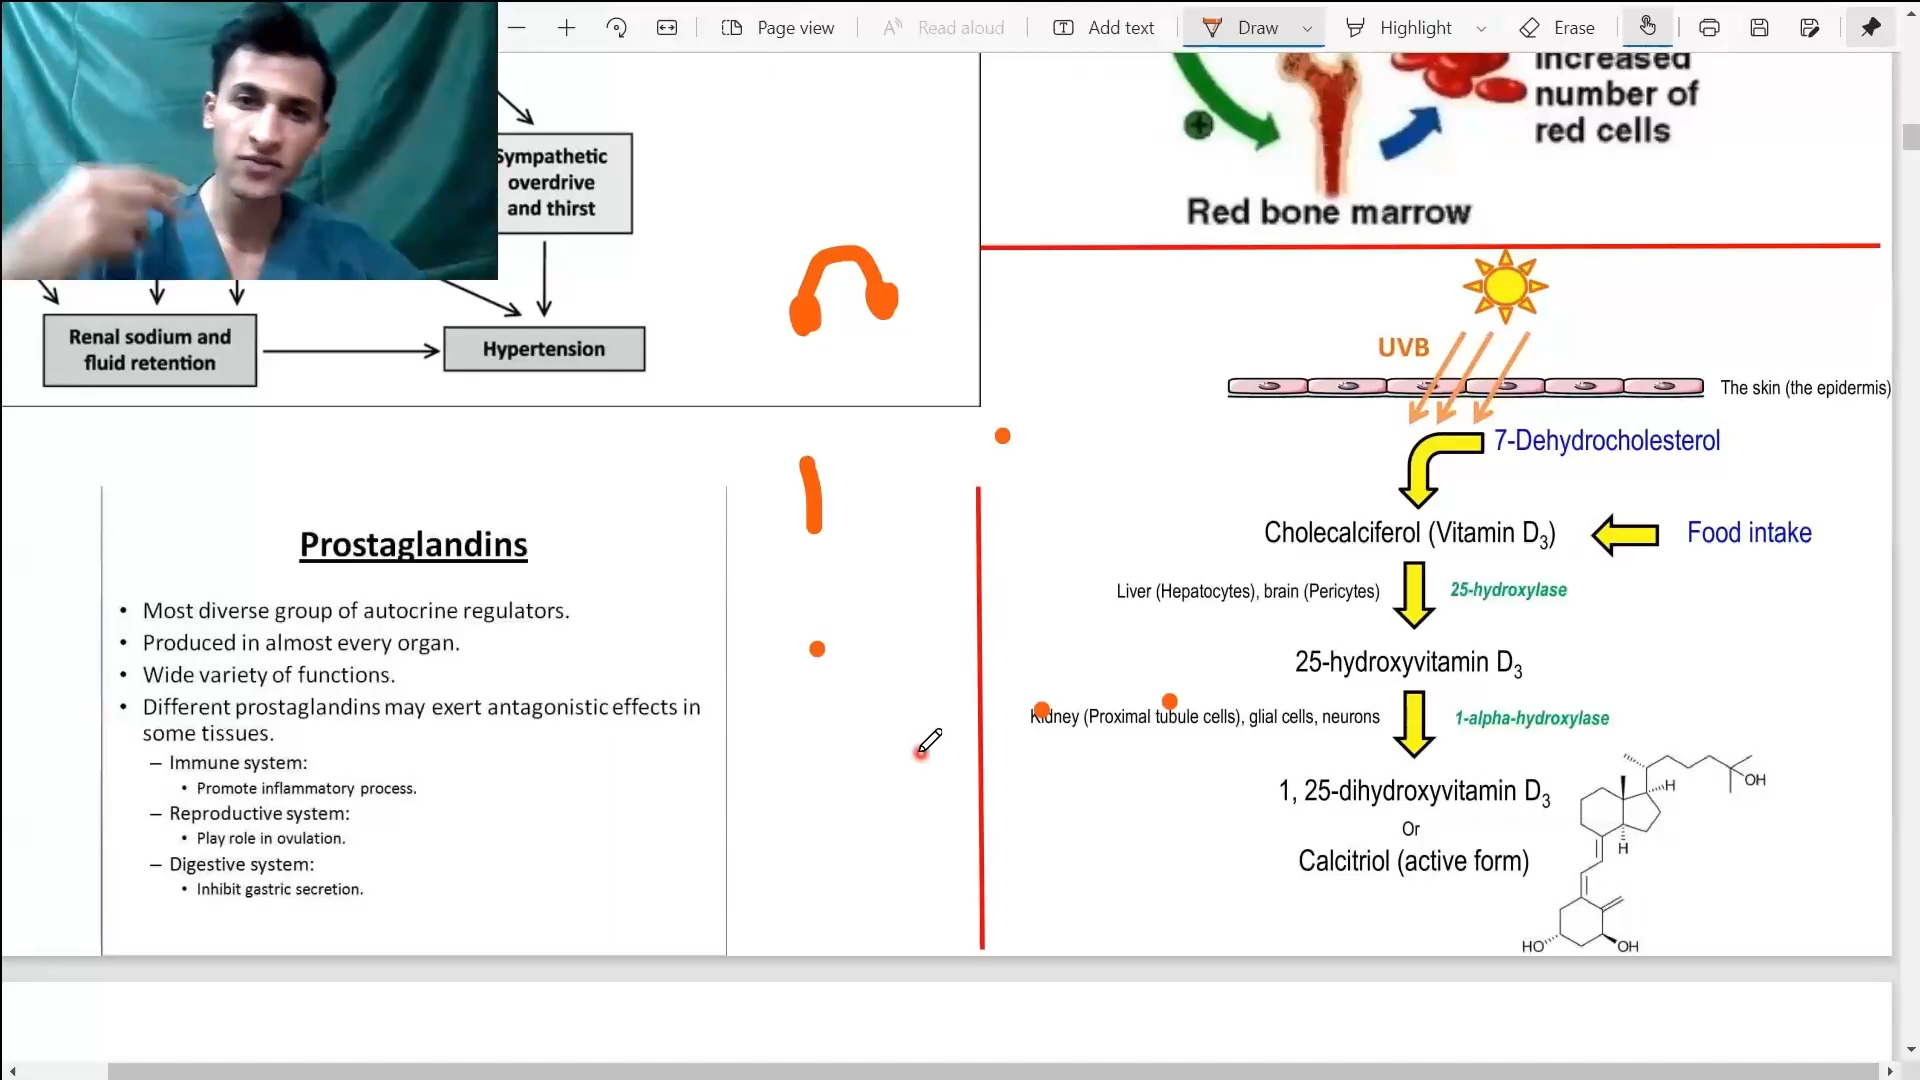 Page view
Read aloud
Add text
Draw
Highlight
Erase
Sympathetic
overdrive
and thirst
Renal sodium and
fluid retention
Hypertension
Increased
number of
red cells
Red bone marrow
UVB
The skin (the epidermis)
7-Dehydrocholesterol
Cholecalciferol (Vitamin D3)
Food intake
Liver (Hepatocytes), brain (Pericytes)
25-hydroxylase
25-hydroxyvitamin D3
Kidney (Proximal tubule cells), glial cells, neurons
1-alpha-hydroxylase
1, 25-dihydroxyvitamin D3
Or
Calcitriol (active form)
OH
H
H
HO
OH
Prostaglandins
• Most diverse group of autocrine regulators.
• Produced in almost every organ.
• Wide variety of functions.
• Different prostaglandins may exert antagonistic effects in
some tissues.
– Immune system:
• Promote inflammatory process.
– Reproductive system:
• Play role in ovulation.
– Digestive system:
• Inhibit gastric secretion.